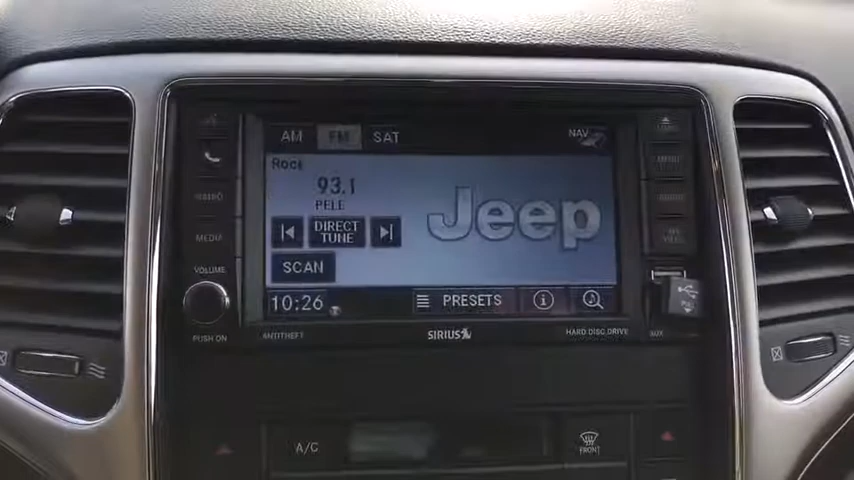 AM FM SAT NAV
Rock
93.1
PELE
DIRECT
TUNE
SCAN
Jeep
10:26 PRESETS
RADIO
MEDIA
VOLUME
PUSH ON
MENU
ANTITHEFT SIRIUS HARD DISC DRIVE AUX
A/C
FRONT